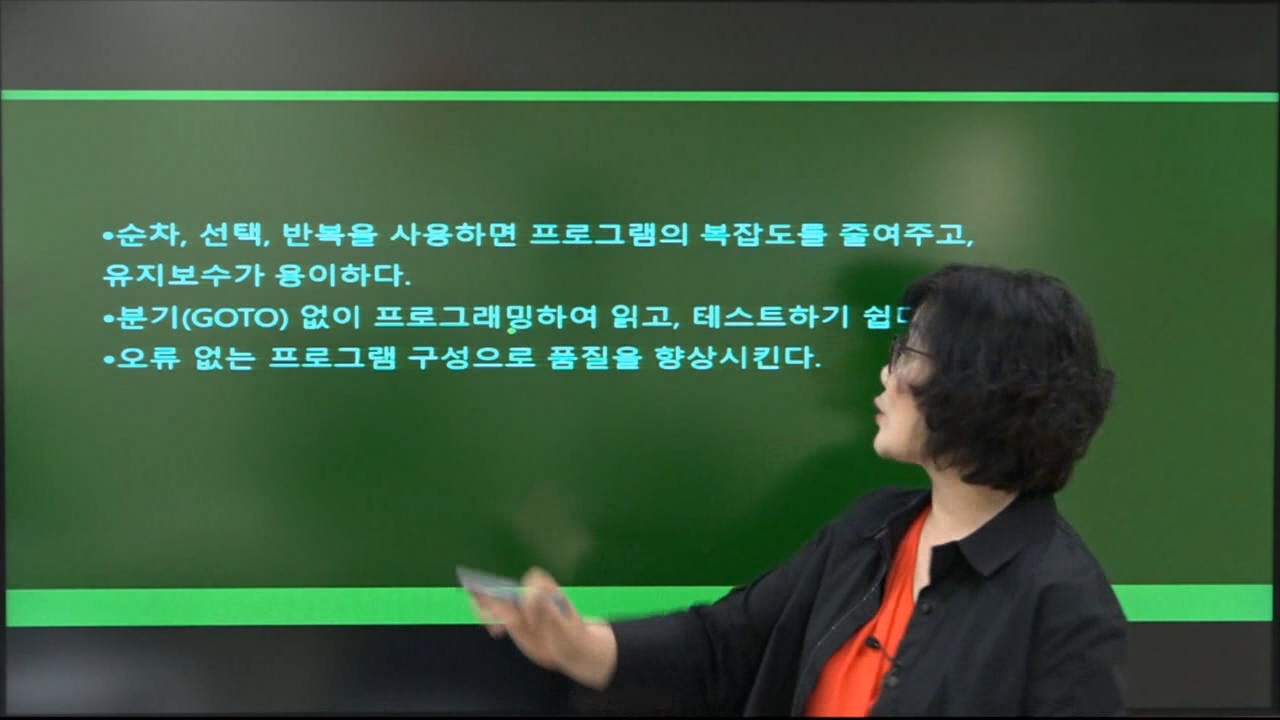 •순차, 선택, 반복을 사용하면 프로그램의 복잡도를 줄여주고,
유지보수가 용이하다.
•분기(GOTO) 없이 프로그래밍하여 읽고, 테스트하기
•오류 없는 프로그램 구성으로 품질을 향상시킨다.